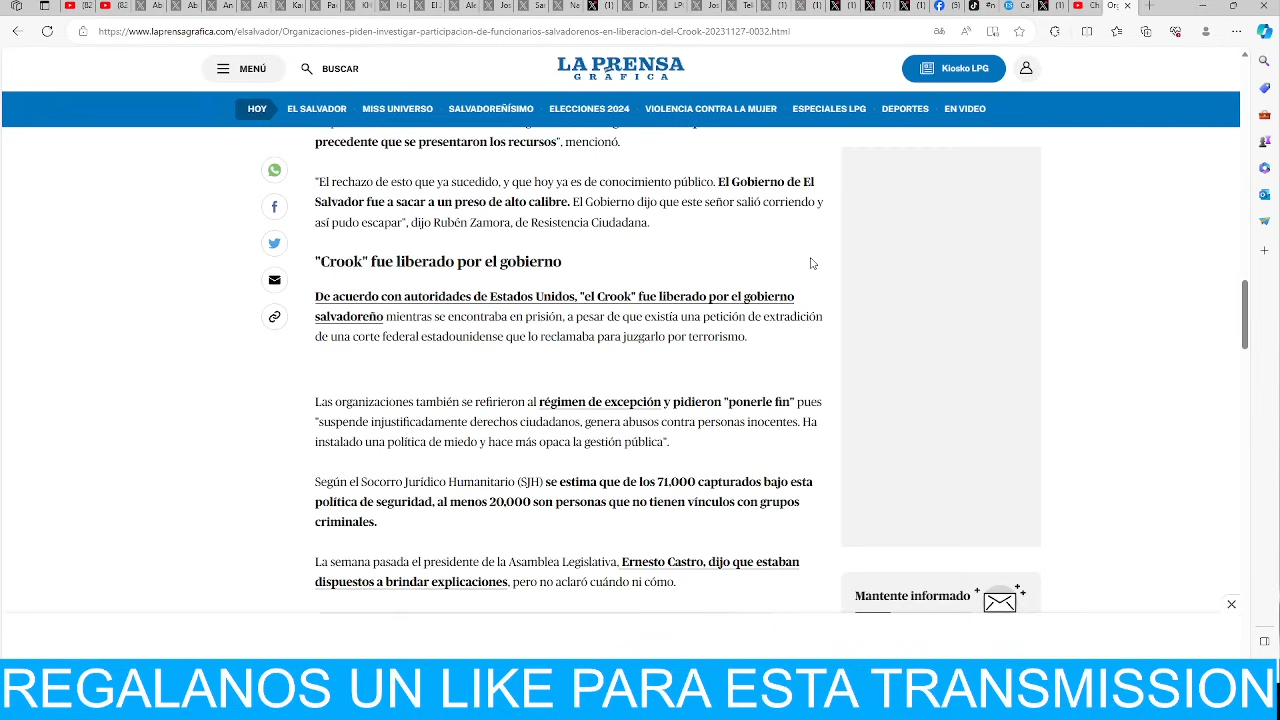 https://www.laprensagrafica.com/elsalvador/Organizaciones-piden-investigar-participacion-de-funcionarios-salvadorenos-en-liberacion-del-Crook-20231127-0032.html
MENÚ
BUSCAR
LA PRENSA
GRÁFICA
Kiosko LPG
HOY EL SALVADOR MISS UNIVERSO SALVADOREÑÍSIMO ELECCIONES 2024 VIOLENCIA CONTRA LA MUJER ESPECIALES LPG DEPORTES EN VIDEO
precedente que se presentaron los recursos", mencionó.
"El rechazo de esto que ya sucedido, y que hoy ya es de conocimiento público. El Gobierno de El
Salvador fue a sacar a un preso de alto calibre. El Gobierno dijo que este señor salió corriendo y
así pudo escapar", dijo Rubén Zamora, de Resistencia Ciudadana.
"Crook" fue liberado por el gobierno
De acuerdo con autoridades de Estados Unidos, "el Crook" fue liberado por el gobierno
salvadoreño mientras se encontraba en prisión, a pesar de que existía una petición de extradición
de una corte federal estadounidense que lo reclamaba para juzgarlo por terrorismo.
Las organizaciones también se refirieron al régimen de excepción y pidieron "ponerle fin" pues
"suspende injustificadamente derechos ciudadanos, genera abusos contra personas inocentes. Ha
instalado una política de miedo y hace más opaca la gestión pública".
Según el Socorro Jurídico Humanitario (SJH) se estima que de los 71,000 capturados bajo esta
política de seguridad, al menos 20,000 son personas que no tienen vínculos con grupos
criminales.
La semana pasada el presidente de la Asamblea Legislativa, Ernesto Castro, dijo que estaban
dispuestos a brindar explicaciones, pero no aclaró cuándo ni cómo.
Mantente informado
REGALANOS UN LIKE PARA ESTA TRANSMISSION